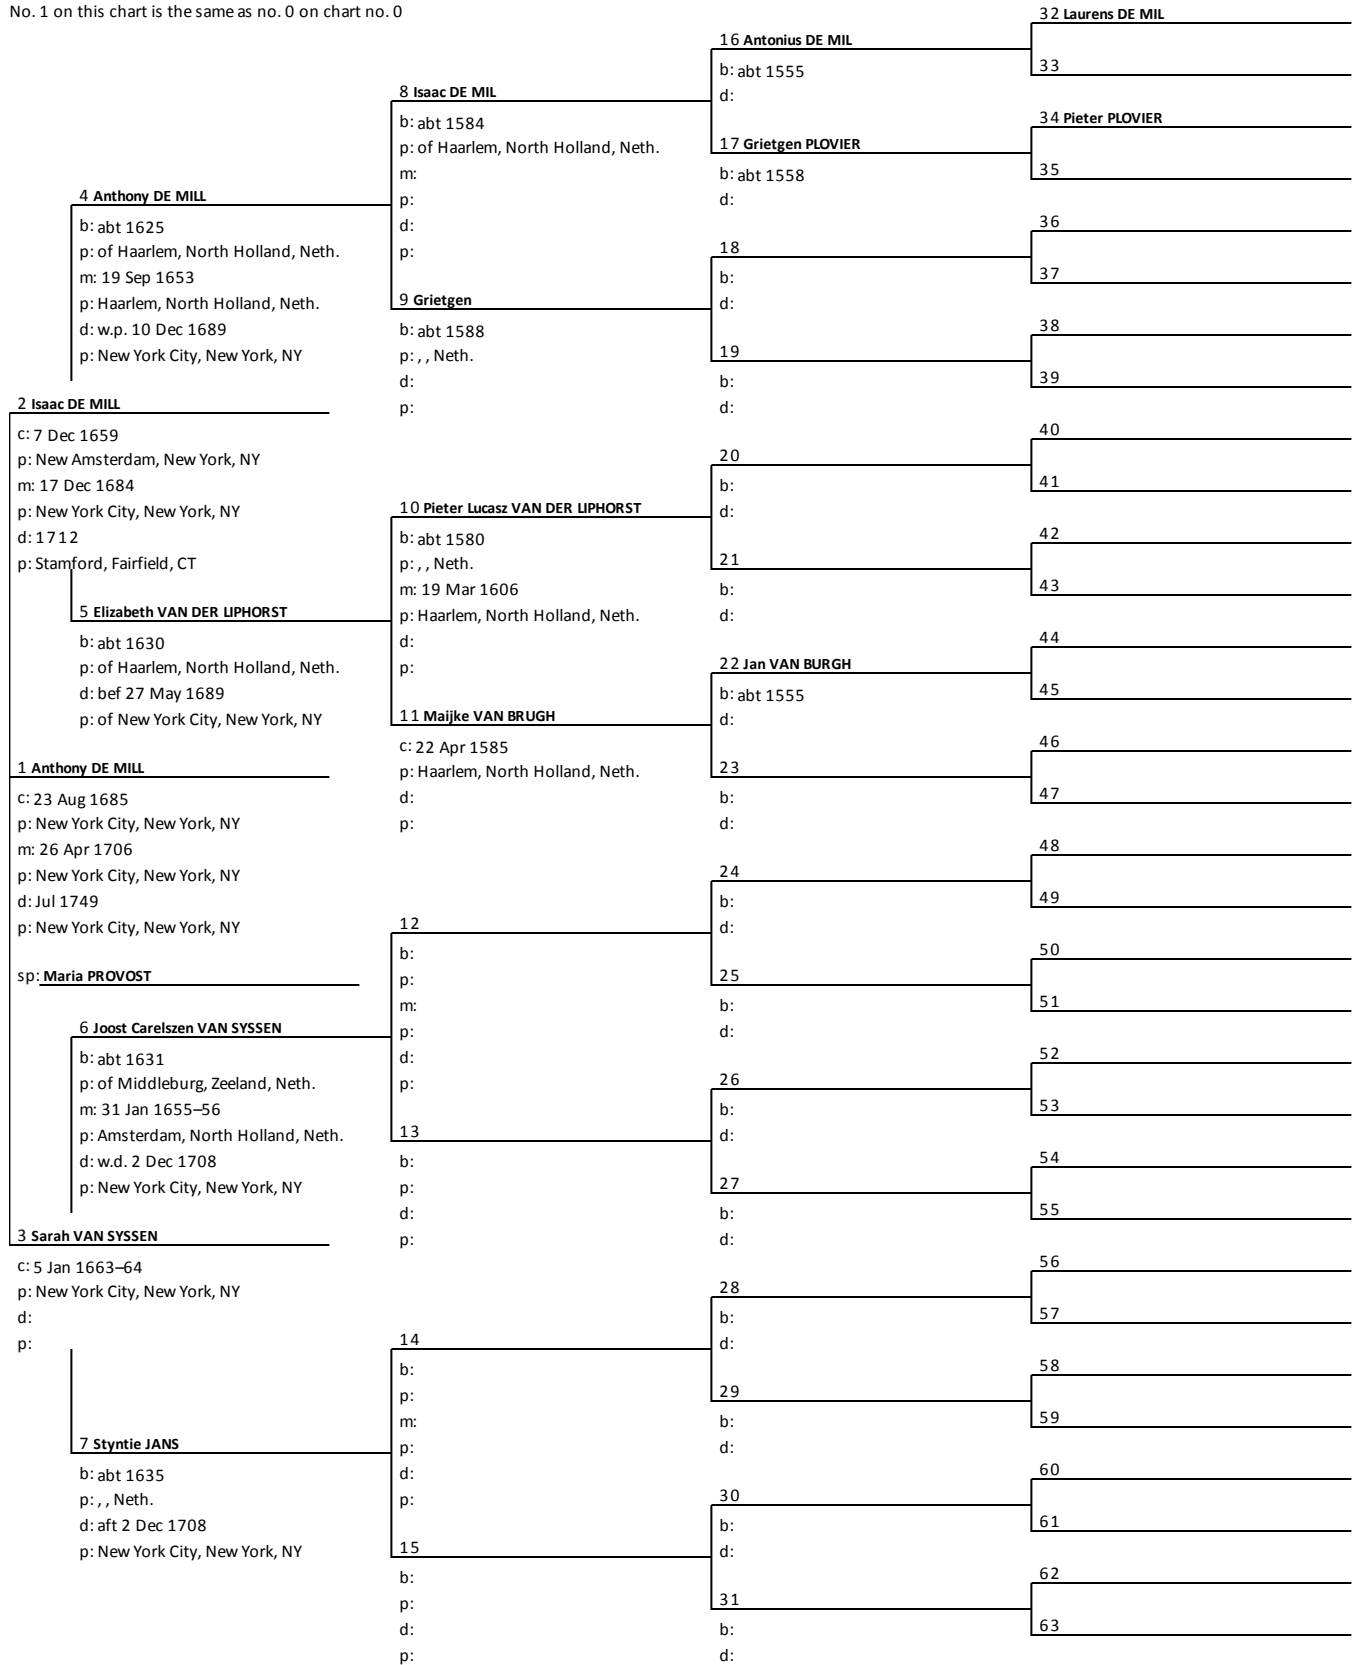 No. 1 on this chart is the same as no. 0 on chart no. 0
2 Isaac DE MILL
c: 7 Dec 1659
p: New Amsterdam, New York, NY
m: 17 Dec 1684
p: New York City, New York, NY
d: 1712
p: Stamford, Fairfield, CT
1 Anthony DE MILL
c: 23 Aug 1685
p: New York City, New York, NY
m: 26 Apr 1706
p: New York City, New York, NY
d: Jul 1749
p: New York City, New York, NY
sp: Maria PROVOST
3 Sarah VAN SYSSEN
c: 5 Jan 1663–64
p: New York City, New York, NY
d:
p:
4 Anthony DE MILL
b: abt 1625
p: of Haarlem, North Holland, Neth.
m: 19 Sep 1653
p: Haarlem, North Holland, Neth.
d: w.p. 10 Dec 1689
p: New York City, New York, NY
5 Elizabeth VAN DER LIPHORST
b: abt 1630
p: of Haarlem, North Holland, Neth.
d: bef 27 May 1689
p: of New York City, New York, NY
6 Joost Carelszen VAN SYSSEN
b: abt 1631
p: of Middleburg, Zeeland, Neth.
m: 31 Jan 1655–56
p: Amsterdam, North Holland, Neth.
d: w.d. 2 Dec 1708
p: New York City, New York, NY
7 Styntie JANS
b: abt 1635
p: , , Neth.
d: aft 2 Dec 1708
p: New York City, New York, NY
8 Isaac DE MIL
b: abt 1584
p: of Haarlem, North Holland, Neth.
m:
p:
d:
p:
9 Grietgen
b: abt 1588
p: , , Neth.
d:
p:
10 Pieter Lucasz VAN DER LIPHORST
b: abt 1580
p: , , Neth.
m: 19 Mar 1606
p: Haarlem, North Holland, Neth.
d:
p:
11 Maijke VAN BRUGH
c: 22 Apr 1585
p: Haarlem, North Holland, Neth.
d:
p:
12
b:
p:
m:
p:
d:
p:
13
b:
p:
d:
p:
14
b:
p:
m:
p:
d:
p:
15
b:
p:
d:
p:
16 Antonius DE MIL
b: abt 1555
d:
17 Grietgen PLOVIER
b: abt 1558
d:
18
b:
d:
19
b:
d:
20
b:
d:
21
b:
d:
22 Jan VAN BURGH
b: abt 1555
d:
23
b:
d:
24
b:
d:
25
b:
d:
26
b:
d:
27
b:
d:
28
b:
d:
29
b:
d:
30
b:
d:
31
b:
d:
32 Laurens DE MIL
33
34 Pieter PLOVIER
35
36
37
38
39
40
41
42
43
44
45
46
47
48
49
50
51
52
53
54
55
56
57
58
59
60
61
62
63